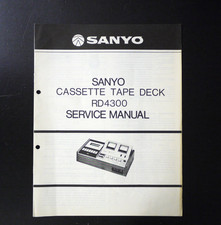 SANYO
SANYO
CASSETTE TAPE DECK
RD4300
SERVICE MANUAL